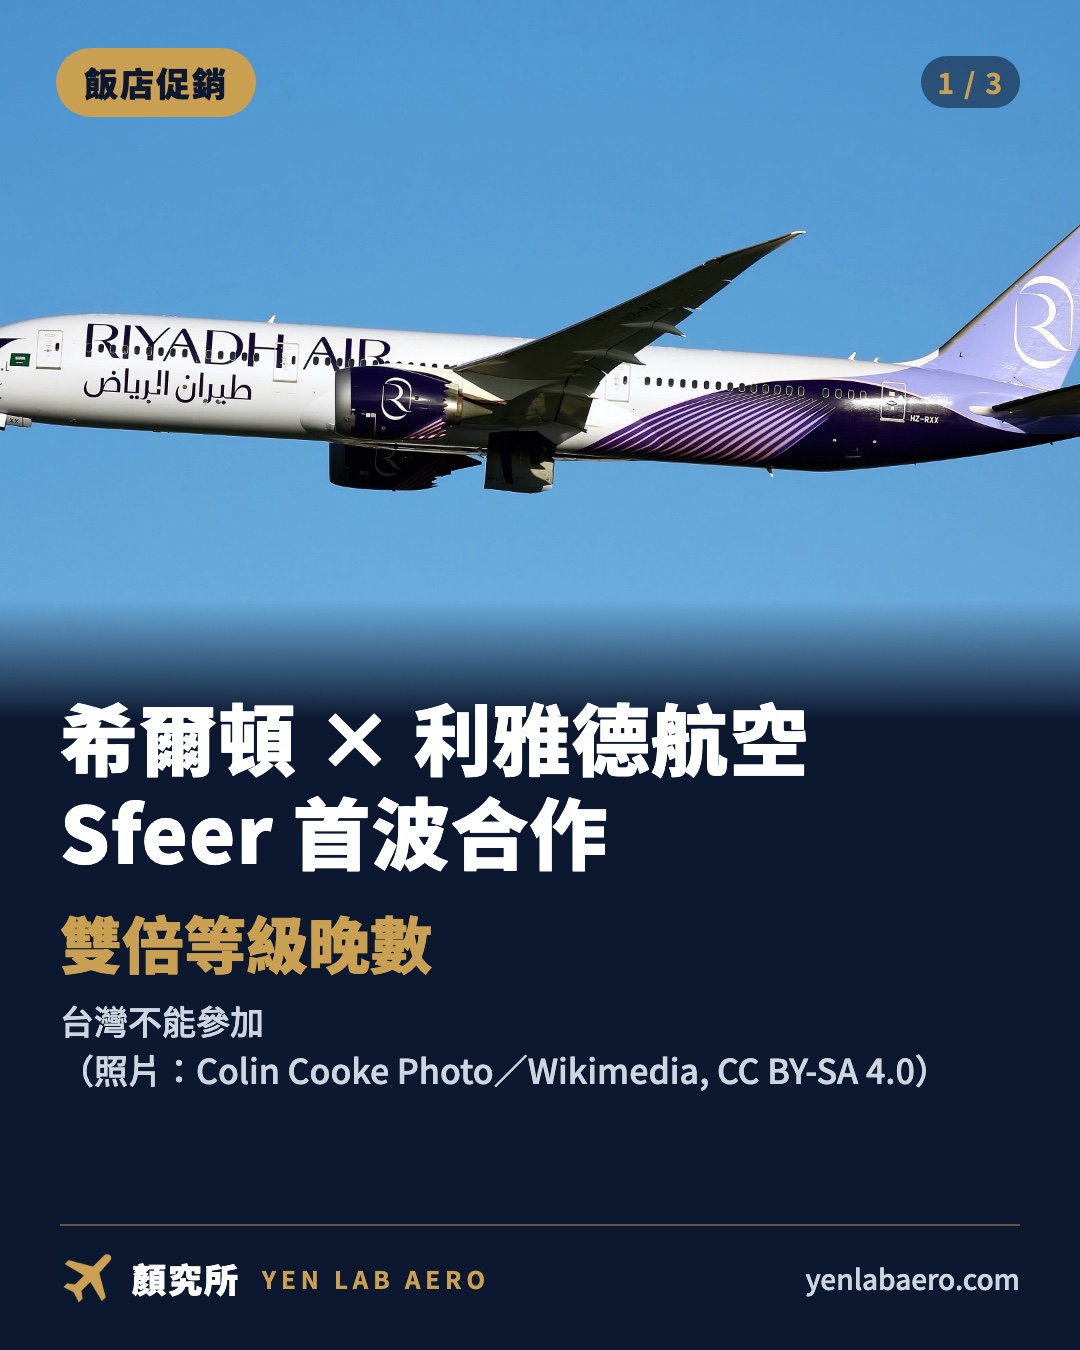 飯店促銷
1 / 3
RIYADH AIR
طيران الرياض
HZ-RXX
希爾頓 × 利雅德航空
Sfeer 首波合作
雙倍等級晚數
台灣不能參加
（照片：Colin Cooke Photo／Wikimedia, CC BY-SA 4.0）
顏究所 YEN LAB AERO
yenlabaero.com